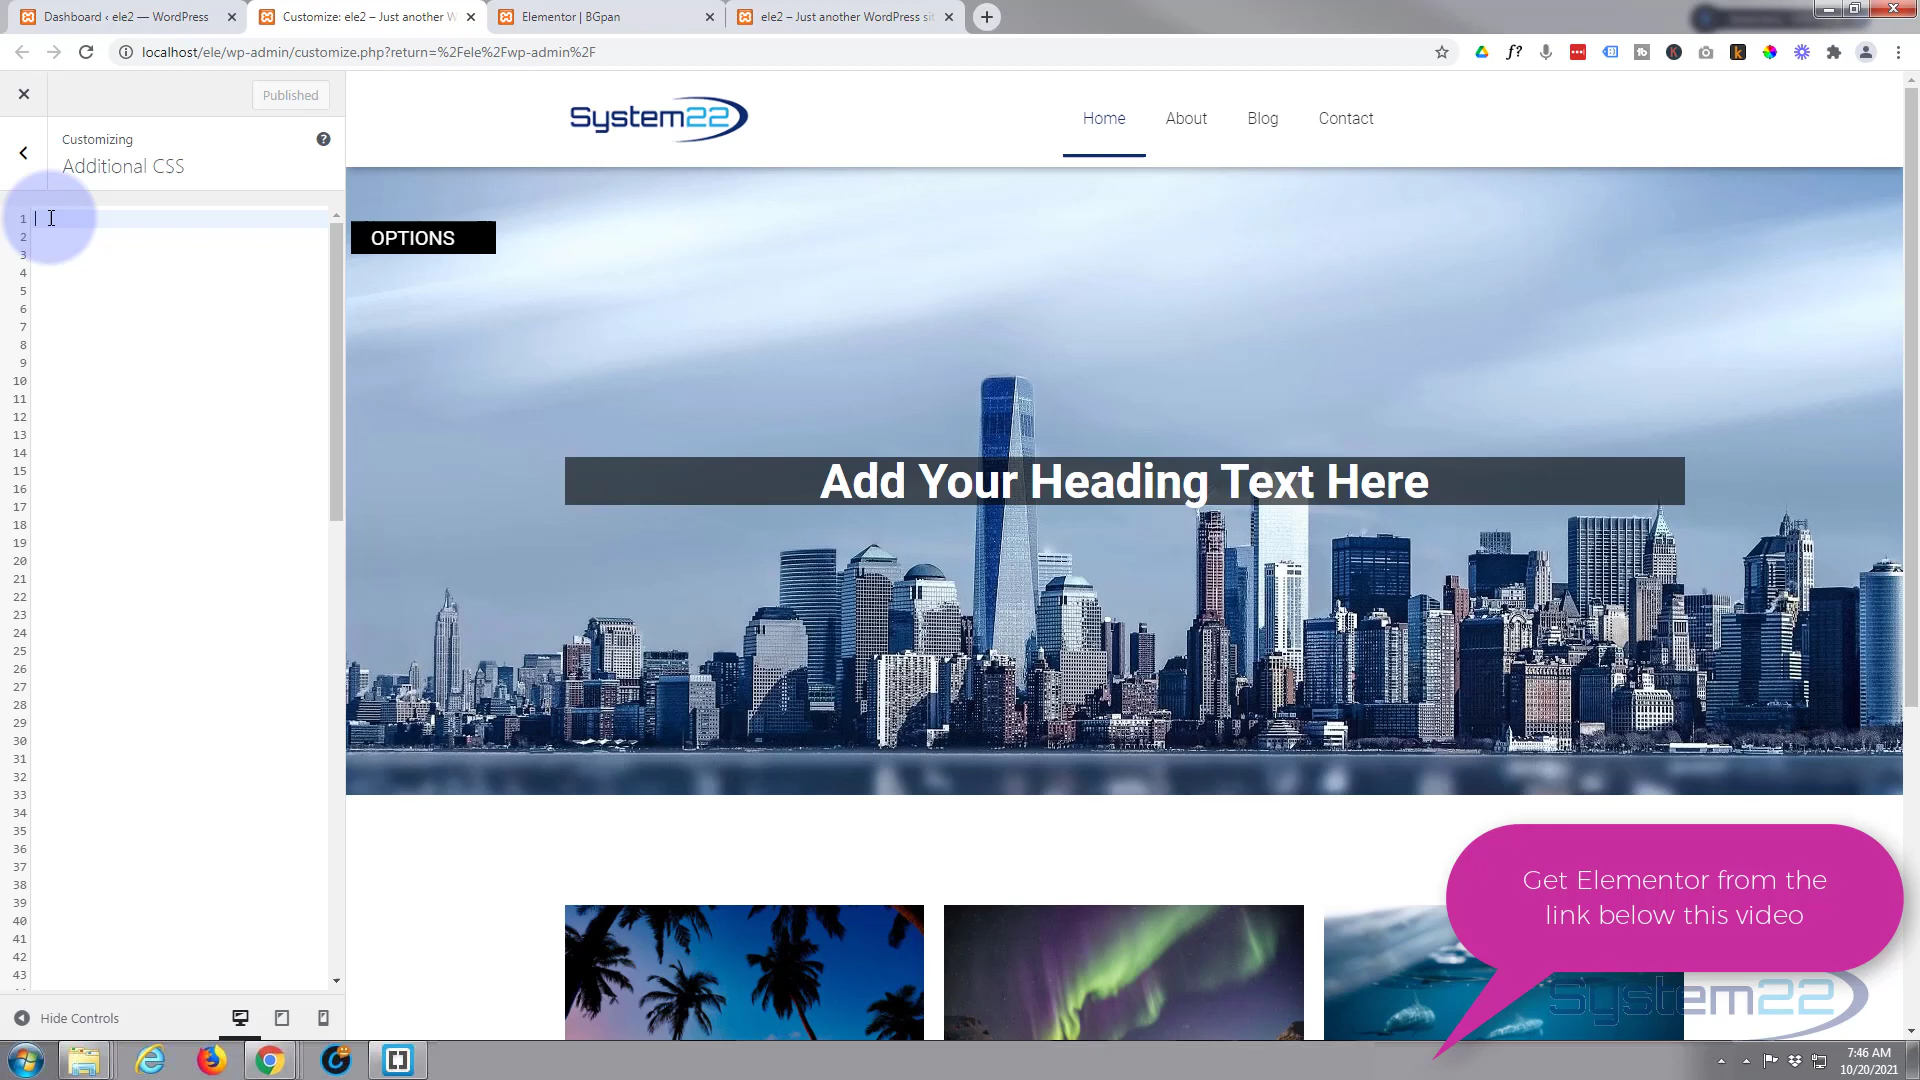 Dashboard ‹ ele2 — WordPress
Customize: ele2 – Just another W
Elementor | BGpan
ele2 – Just another WordPress sit
localhost/ele/wp-admin/customize.php?return=%2Fele%2Fwp-admin%2F
Published
Customizing
Additional CSS
System22
Home
About
Blog
Contact
OPTIONS
Add Your Heading Text Here
1
2
3
4
5
6
7
8
9
10
11
12
13
14
15
16
17
18
19
20
21
22
23
24
25
26
27
28
29
30
31
32
33
34
35
36
37
38
39
40
41
42
43
Get Elementor from the
link below this video
System22
Hide Controls
7:46 AM
10/20/2021